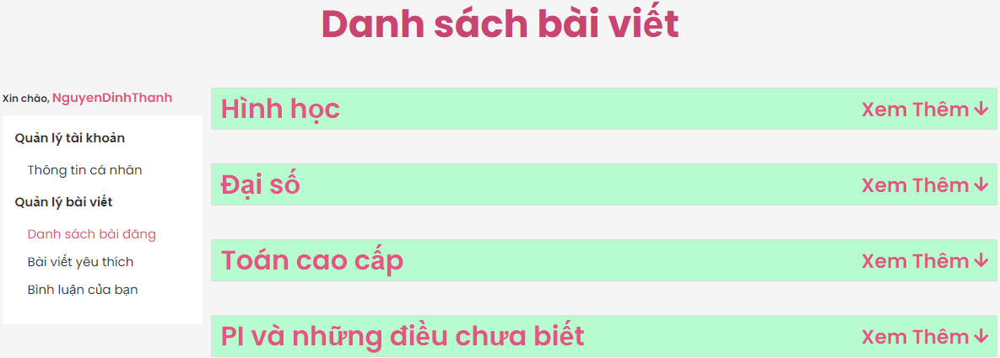 Danh sách bài viết
Xin chào, NguyenDinhThanh
Quản lý tài khoản
Thông tin cá nhân
Quản lý bài viết
Danh sách bài đăng
Bài viết yêu thích
Bình luận của bạn
Hình học Xem Thêm ↓
Đại số Xem Thêm ↓
Toán cao cấp Xem Thêm ↓
PI và những điều chưa biết Xem Thêm ↓